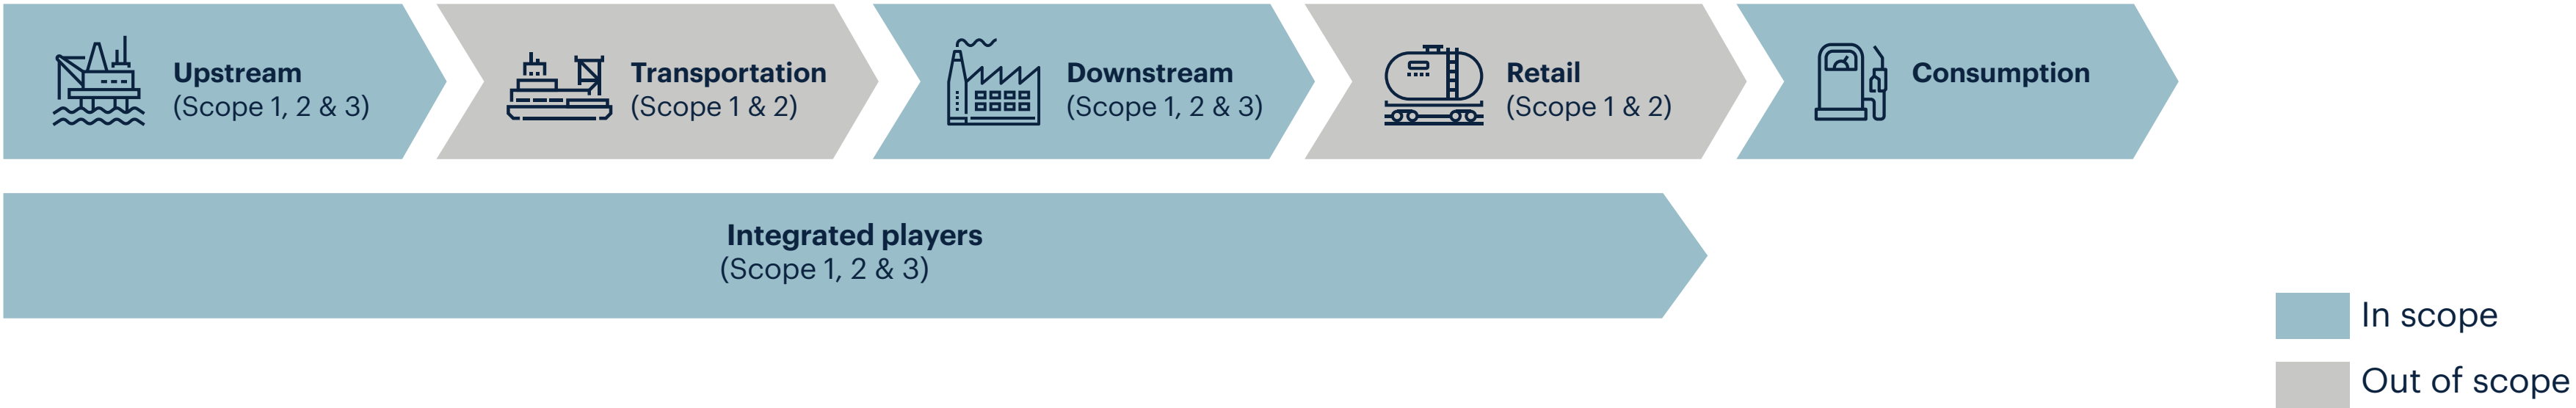 Upstream
(Scope 1, 2 & 3)
Transportation
(Scope 1 & 2)
Downstream
(Scope 1, 2 & 3)
Retail
(Scope 1 & 2)
Consumption
Integrated players
(Scope 1, 2 & 3)
In scope
Out of scope